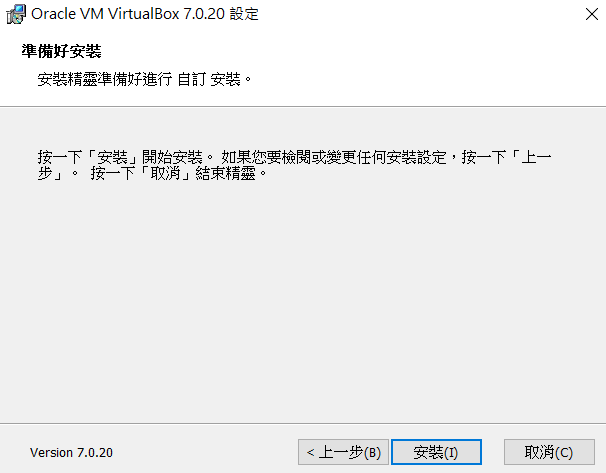 Oracle VM VirtualBox 7.0.20 設定
準備好安裝
安裝精靈準備好進行 自訂 安裝。
按一下「安裝」開始安裝。 如果您要檢閱或變更任何安裝設定，按一下「上一
步」。 按一下「取消」結束精靈。
Version 7.0.20
< 上一步(B)
安裝(I)
取消(C)